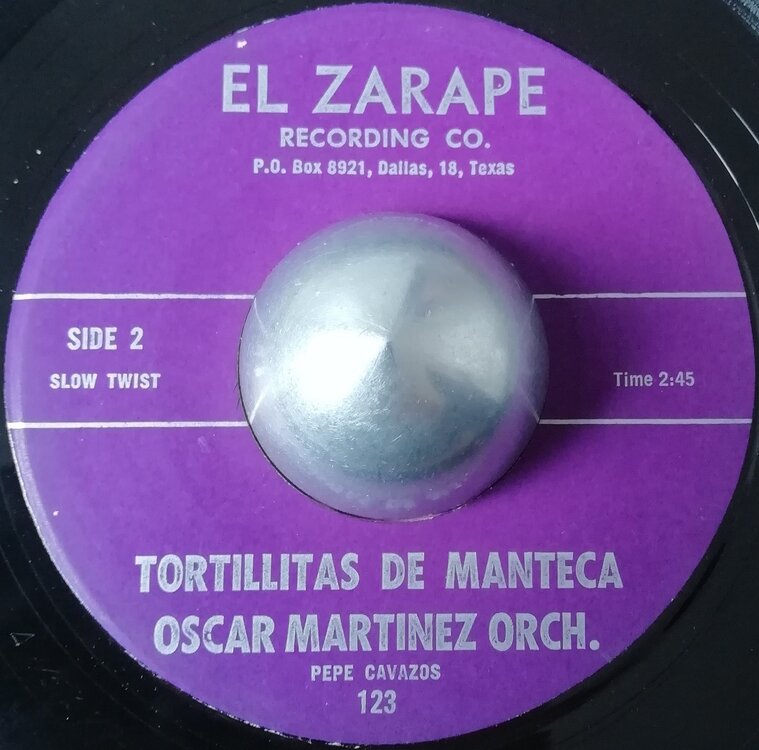 EL ZARAPE
RECORDING CO.
P.O. Box 8921, Dallas, 18, Texas
SIDE 2
SLOW TWIST
Time 2:45
TORTILLITAS DE MANTECA
OSCAR MARTINEZ ORCH.
PEPE CAVAZOS
123